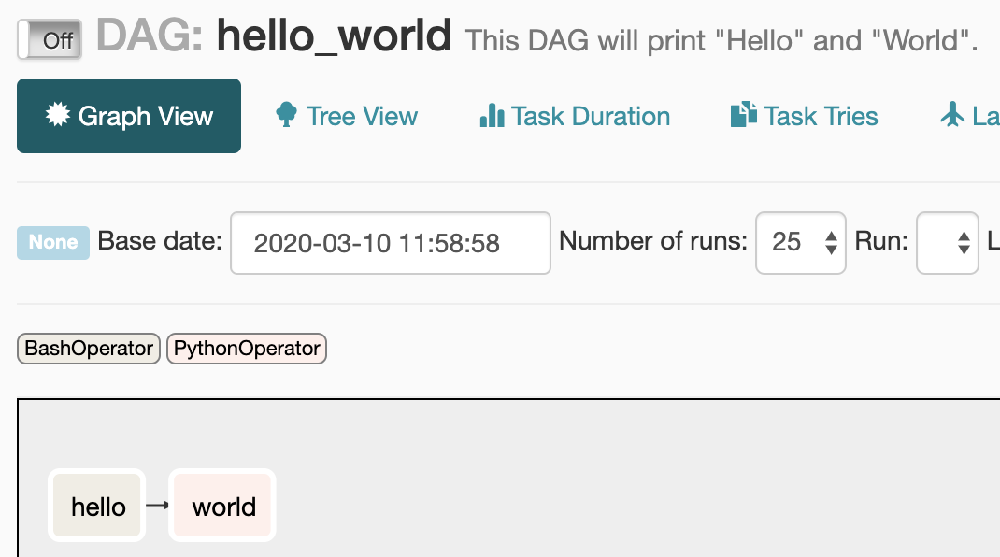 Off DAG: hello_world This DAG will print "Hello" and "World".
Graph View Tree View Task Duration Task Tries La
None Base date: 2020-03-10 11:58:58 Number of runs: 25 Run: L
BashOperator PythonOperator
hello world